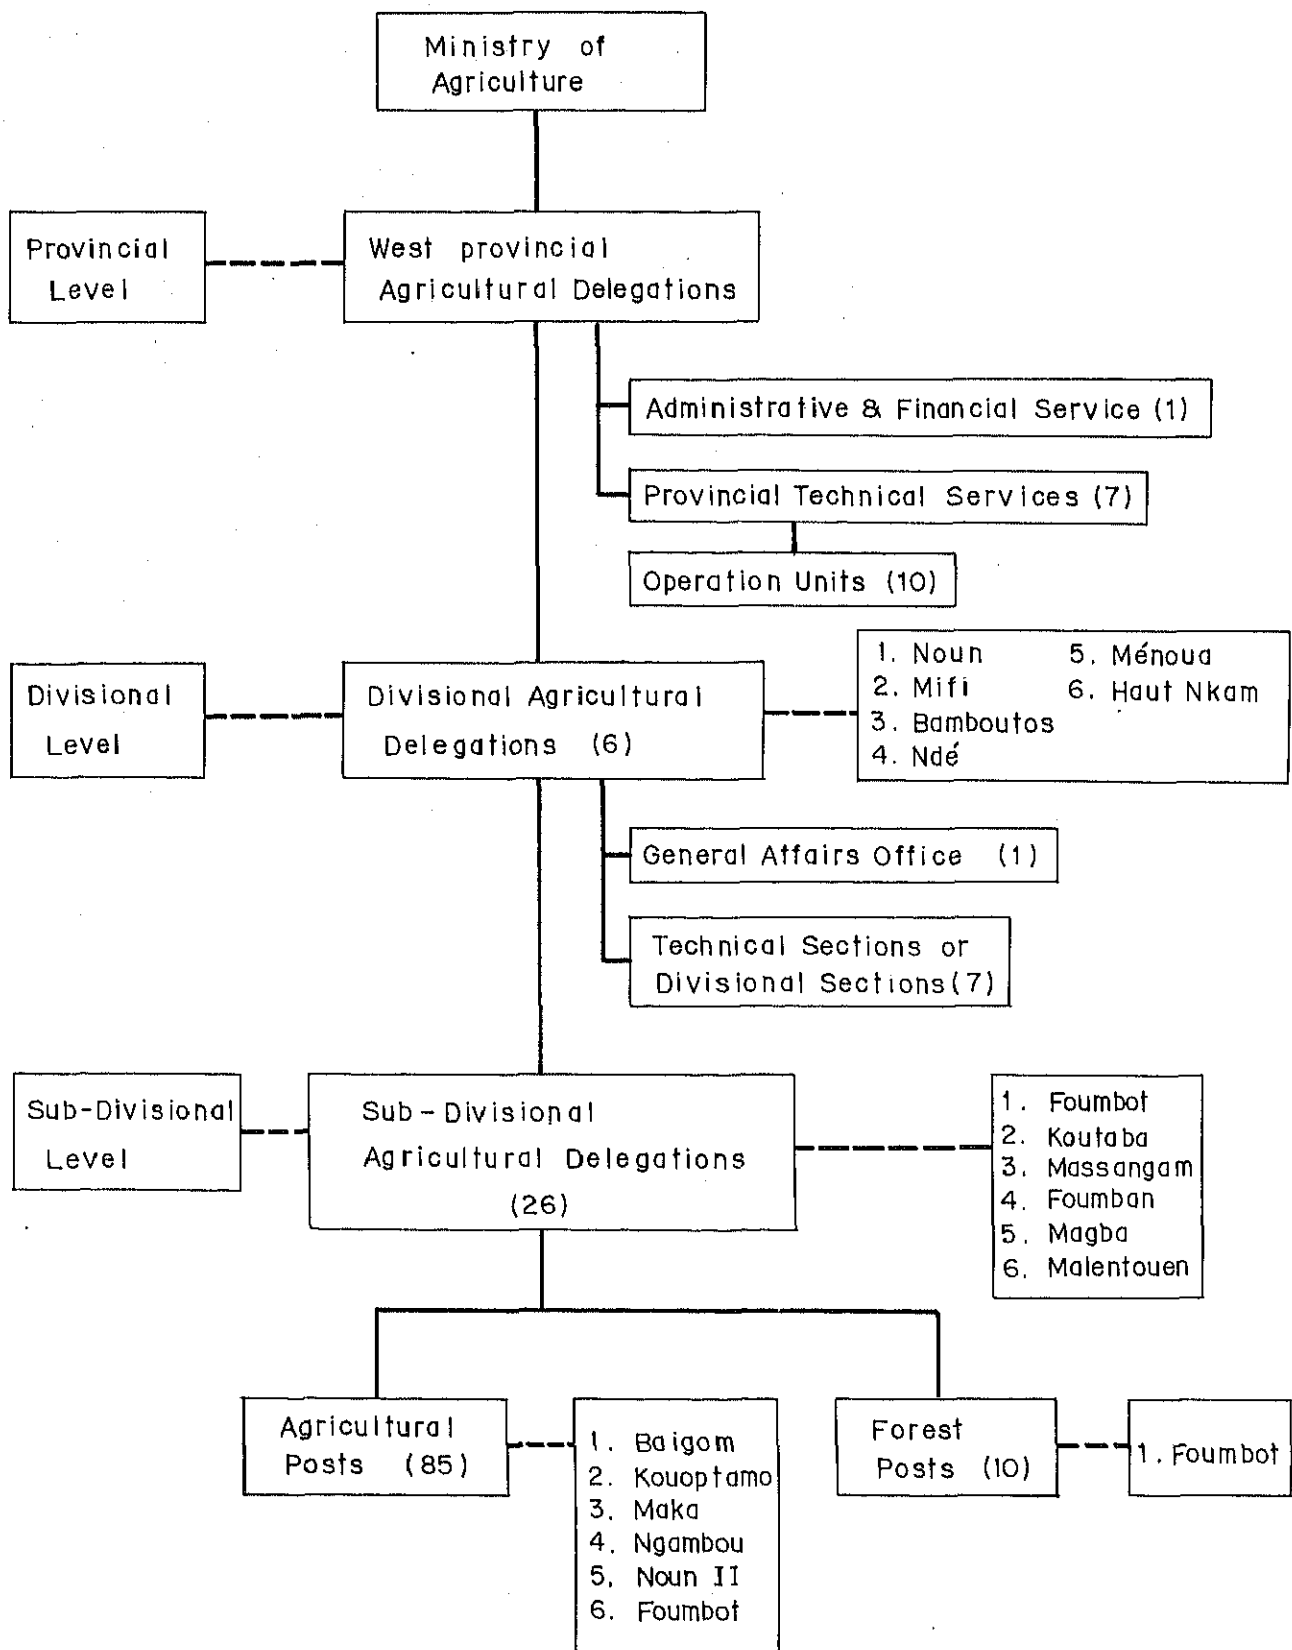 Ministry of
Agriculture
Provincial
Level
West provincial
Agricultural Delegations
Administrative & Financial Service (1)
Provincial Technical Services (7)
Operation Units (10)
Divisional
Level
Divisional Agricultural
Delegations (6)
1. Noun
2. Mifi
3. Bamboutos
4. Ndé
5. Ménoua
6. Haut Nkam
General Affairs Office (1)
Technical Sections or
Divisional Sections (7)
Sub-Divisional
Level
Sub-Divisional
Agricultural Delegations
(26)
1. Foumbot
2. Koutaba
3. Massangam
4. Foumban
5. Magba
6. Malentouen
Agricultural
Posts (85)
1. Baigom
2. Kouoptamo
3. Maka
4. Ngambou
5. Noun II
6. Foumbot
Forest
Posts (10)
1. Foumbot